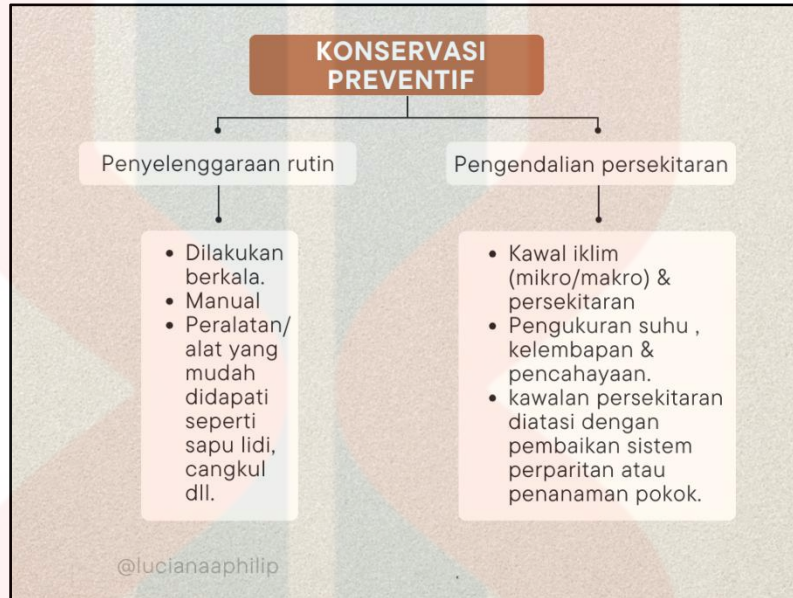 KONSERVASI
PREVENTIF
Penyelenggaraan rutin
• Dilakukan
berkala.
• Manual
• Peralatan/
alat yang
mudah
didapati
seperti
sapu lidi,
cangkul
dll.
Pengendalian persekitaran
• Kawal iklim
(mikro/makro) &
persekitaran
• Pengukuran suhu ,
kelembapan &
pencahayaan.
• kawalan persekitaran
diatasi dengan
pembaikan sistem
perparitan atau
penanaman pokok.
@lucianaaphilip